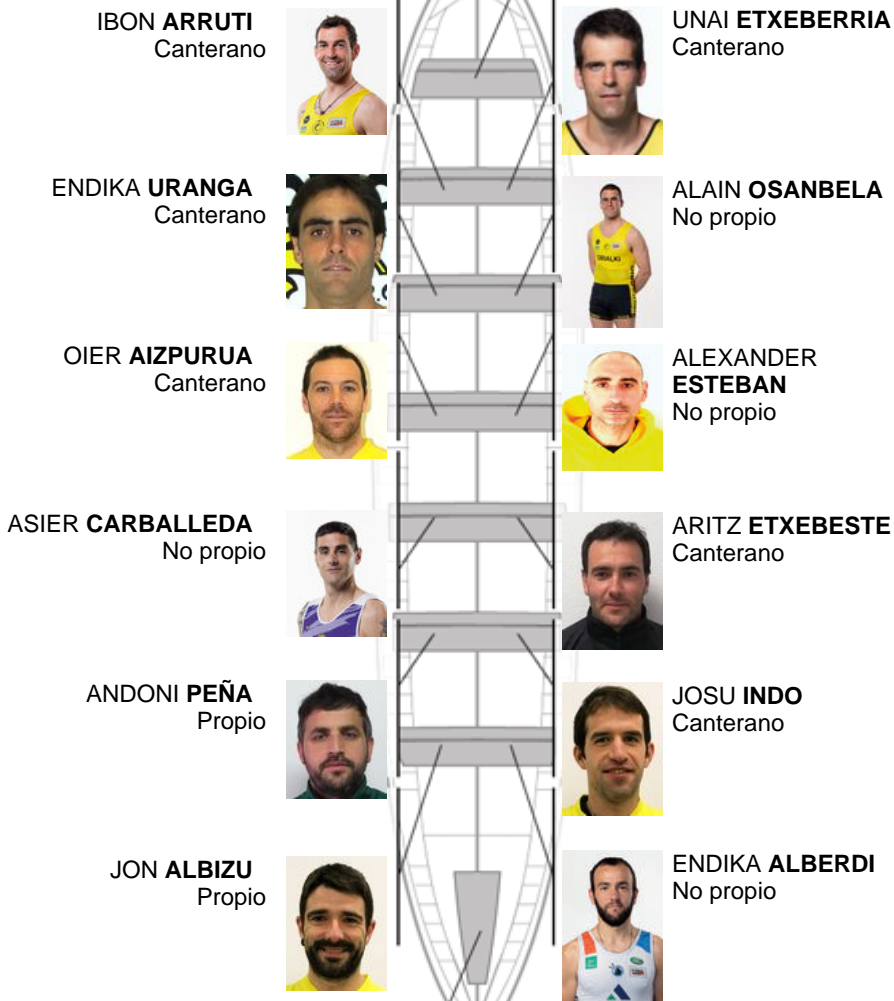 IBON ARRUTI
Canterano
UNAI ETXEBERRIA
Canterano
ENDIKA URANGA
Canterano
ALAIN OSANBELA
No propio
OIER AIZPURUA
Canterano
ALEXANDER
ESTEBAN
No propio
ASIER CARBALLEDA
No propio
ARITZ ETXEBESTE
Canterano
ANDONI PEÑA
Propio
JOSU INDO
Canterano
JON ALBIZU
Propio
ENDIKA ALBERDI
No propio